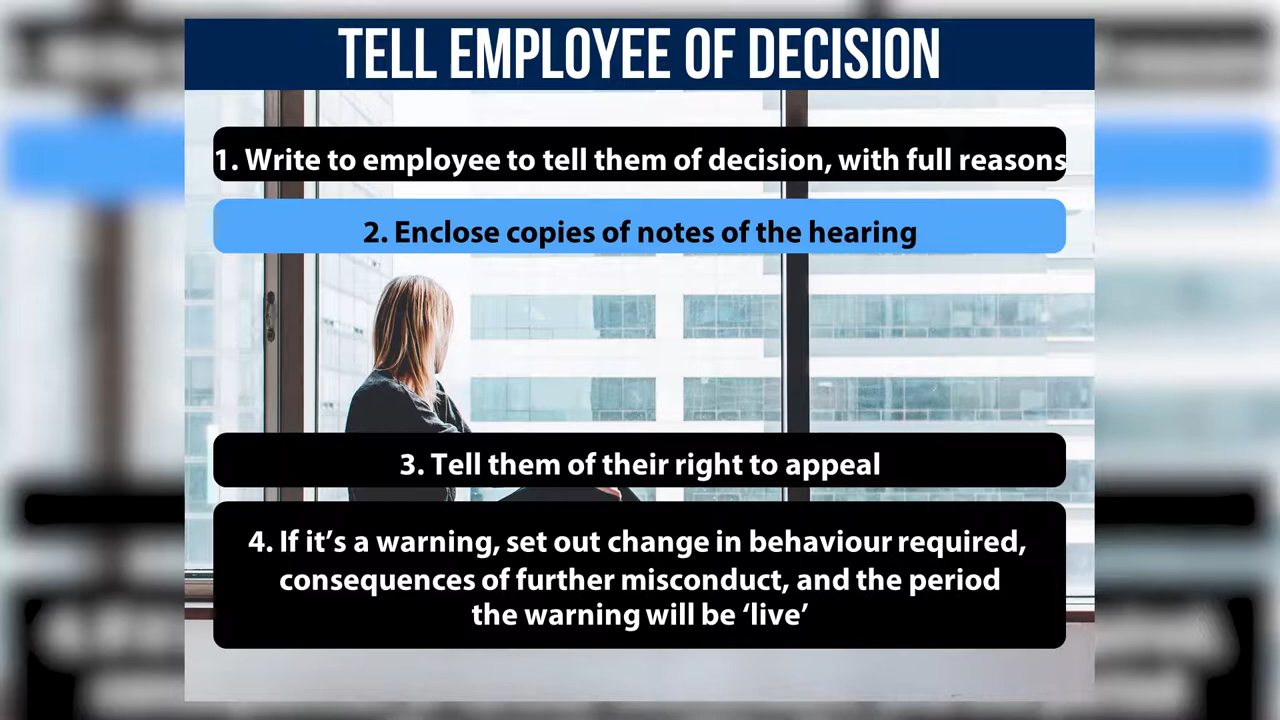 TELL EMPLOYEE OF DECISION
1. Write to employee to tell them of decision, with full reasons
2. Enclose copies of notes of the hearing
3. Tell them of their right to appeal
4. If it’s a warning, set out change in behaviour required,
consequences of further misconduct, and the period
the warning will be ‘live’